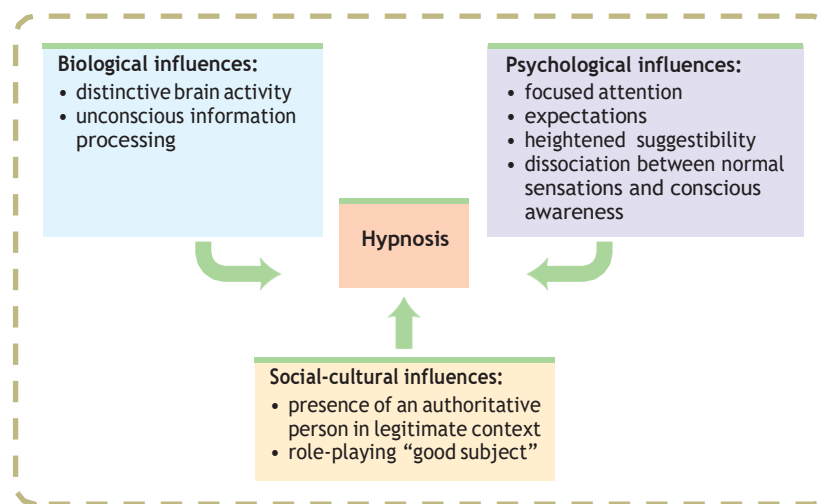 Biological influences:
• distinctive brain activity
• unconscious information
processing
Psychological influences:
• focused attention
• expectations
• heightened suggestibility
• dissociation between normal
sensations and conscious
awareness
Hypnosis
Social-cultural influences:
• presence of an authoritative
person in legitimate context
• role-playing “good subject”